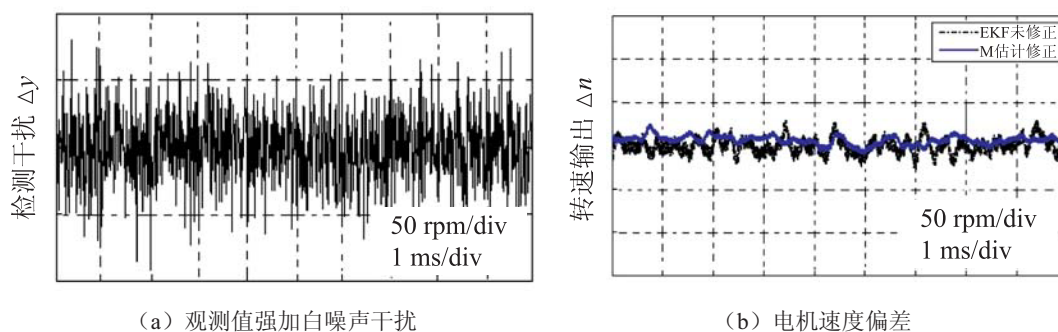 检测干扰 Δy
50 rpm/div
1 ms/div
(a) 观测值强加白噪声干扰
转速输出 Δn
EKF未修正
M估计修正
50 rpm/div
1 ms/div
(b) 电机速度偏差